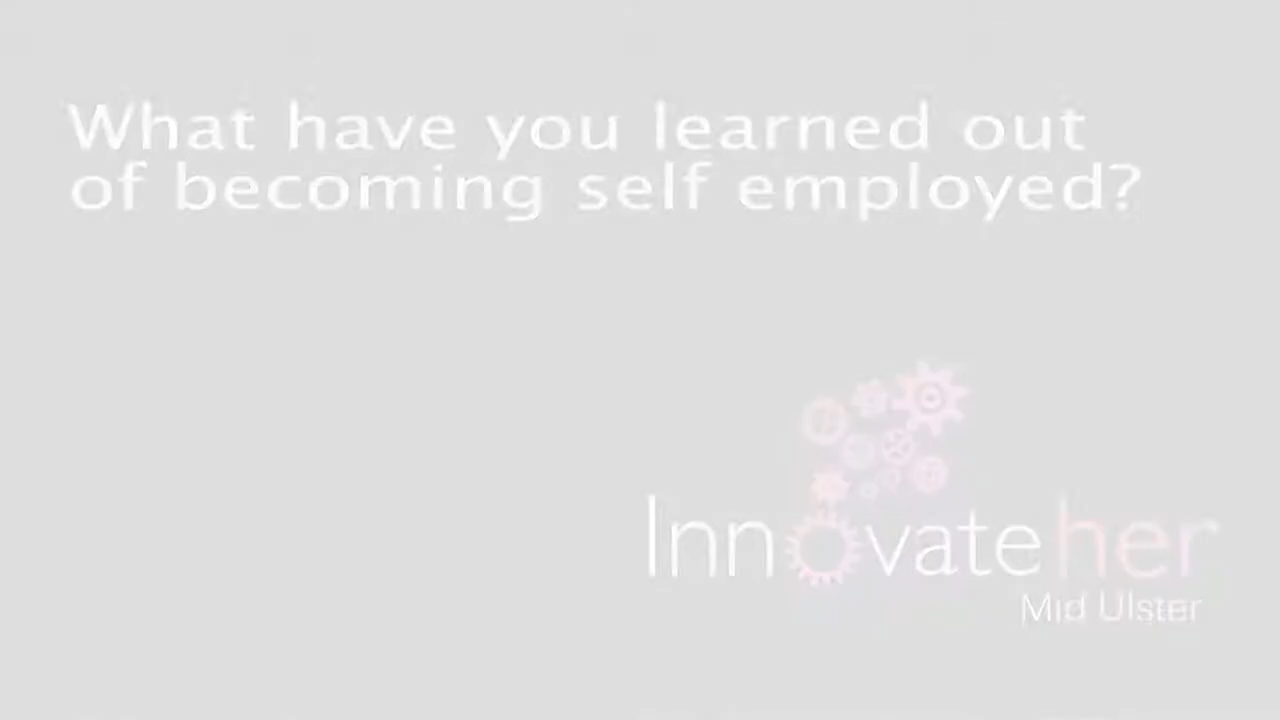 What have you learned out
of becoming self employed?
Innovateher
Mid Ulster